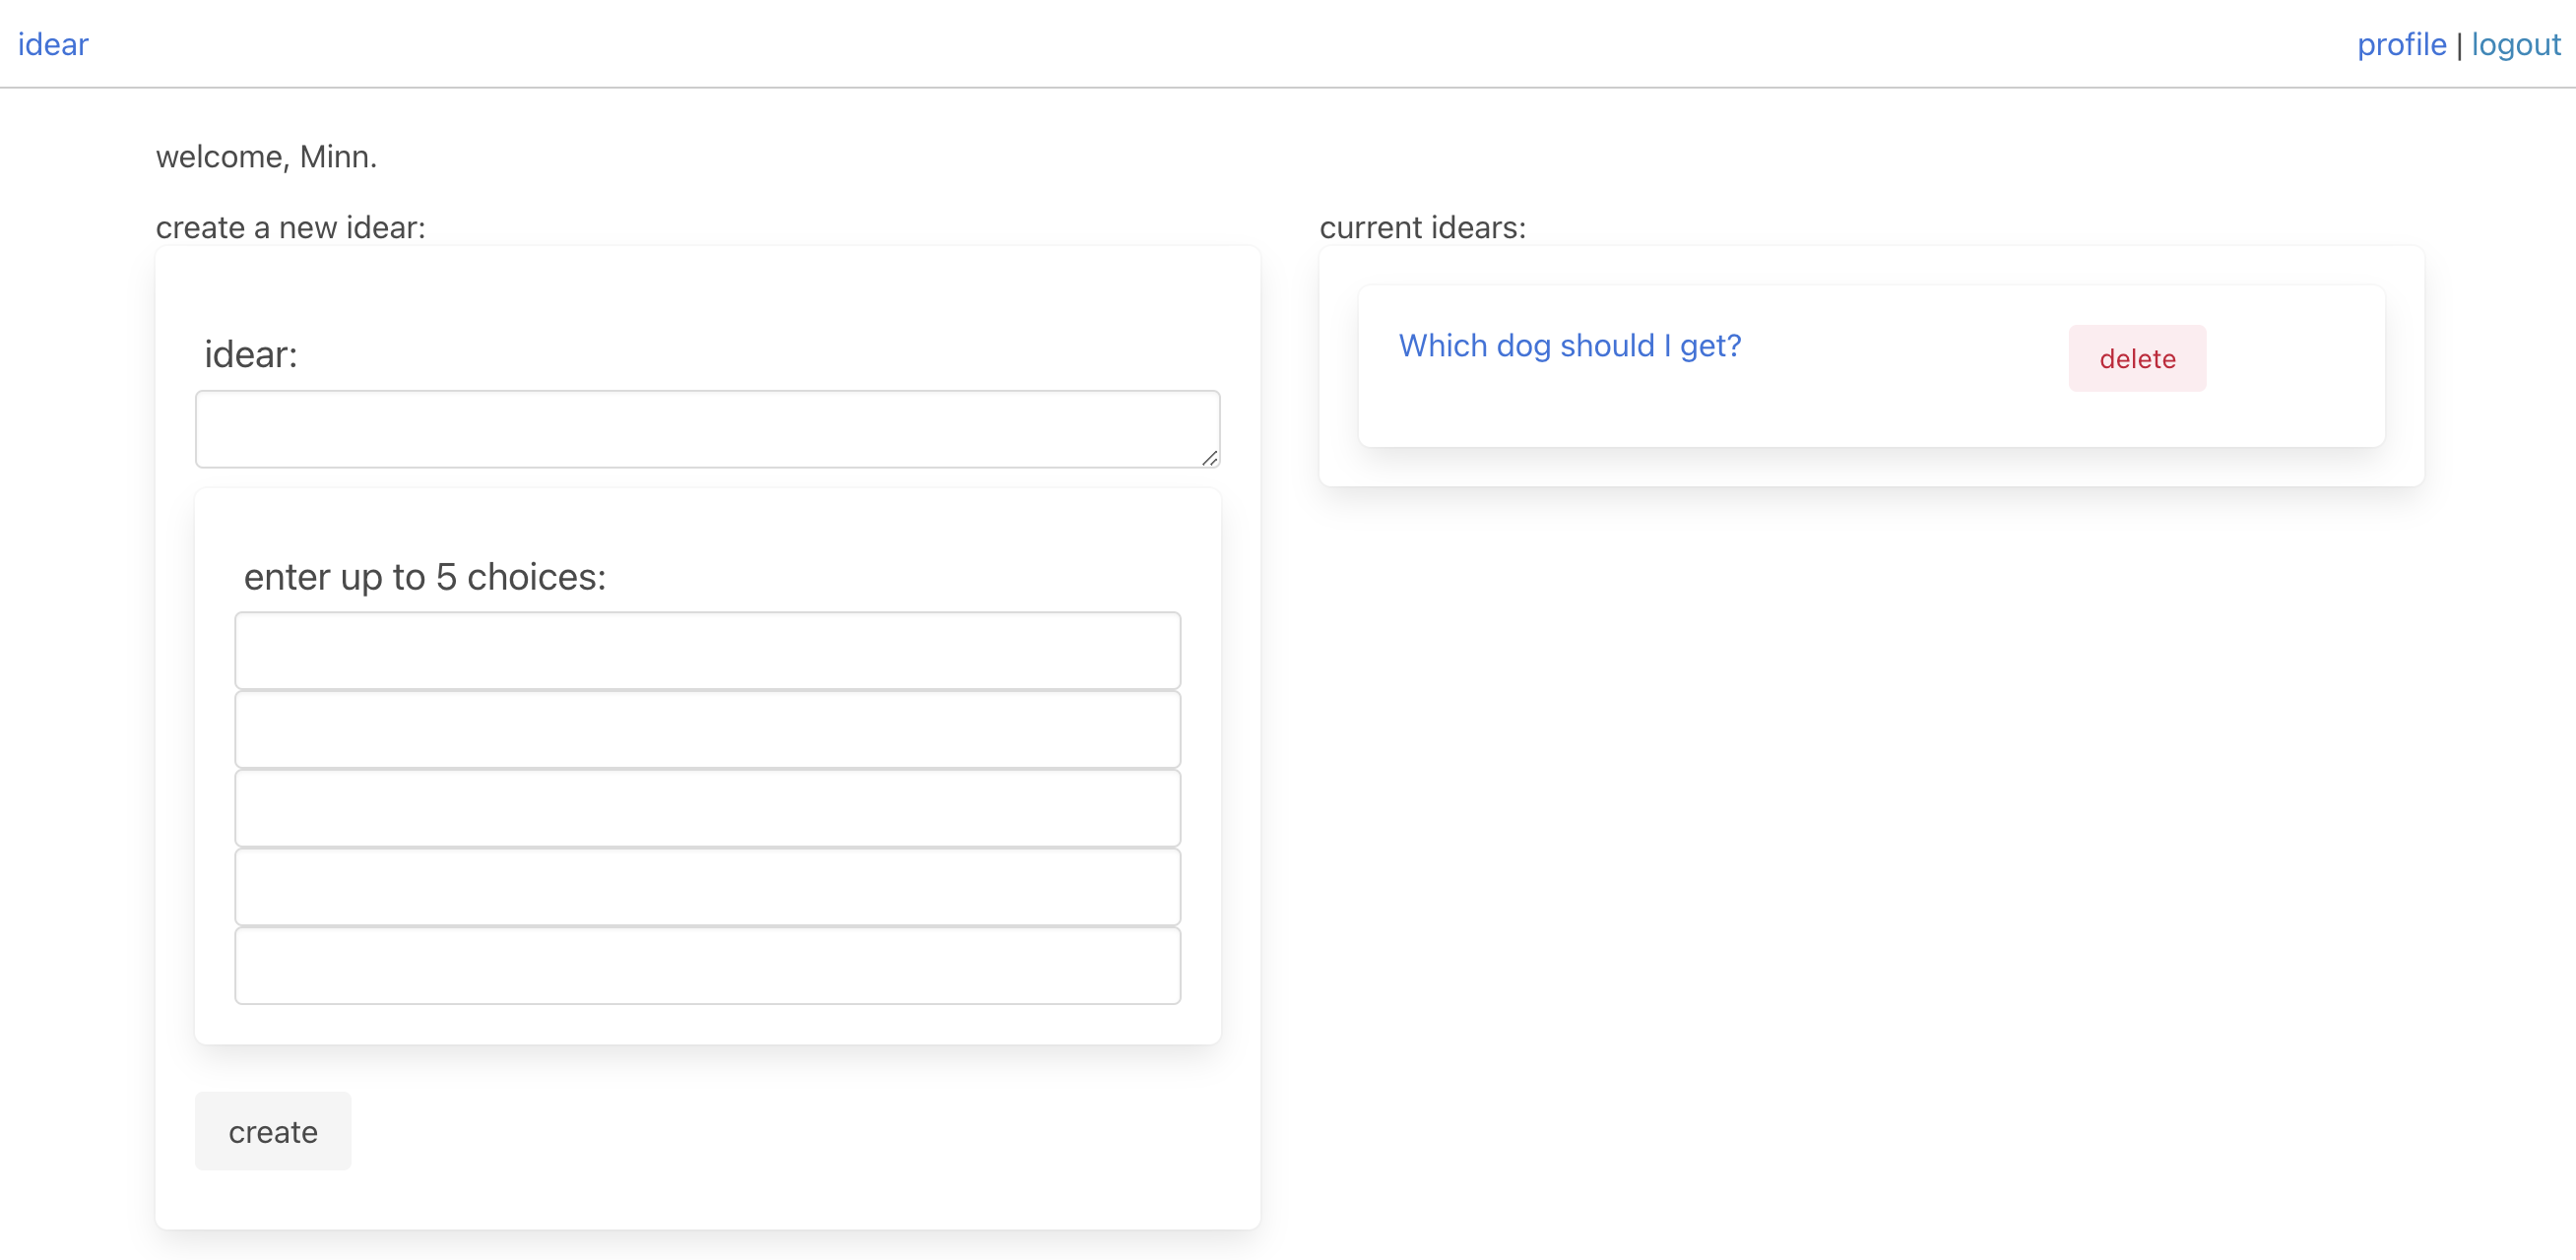 idear
profile | logout
welcome, Minn.
create a new idear:
idear:
enter up to 5 choices:
create
current idears:
Which dog should I get?
delete